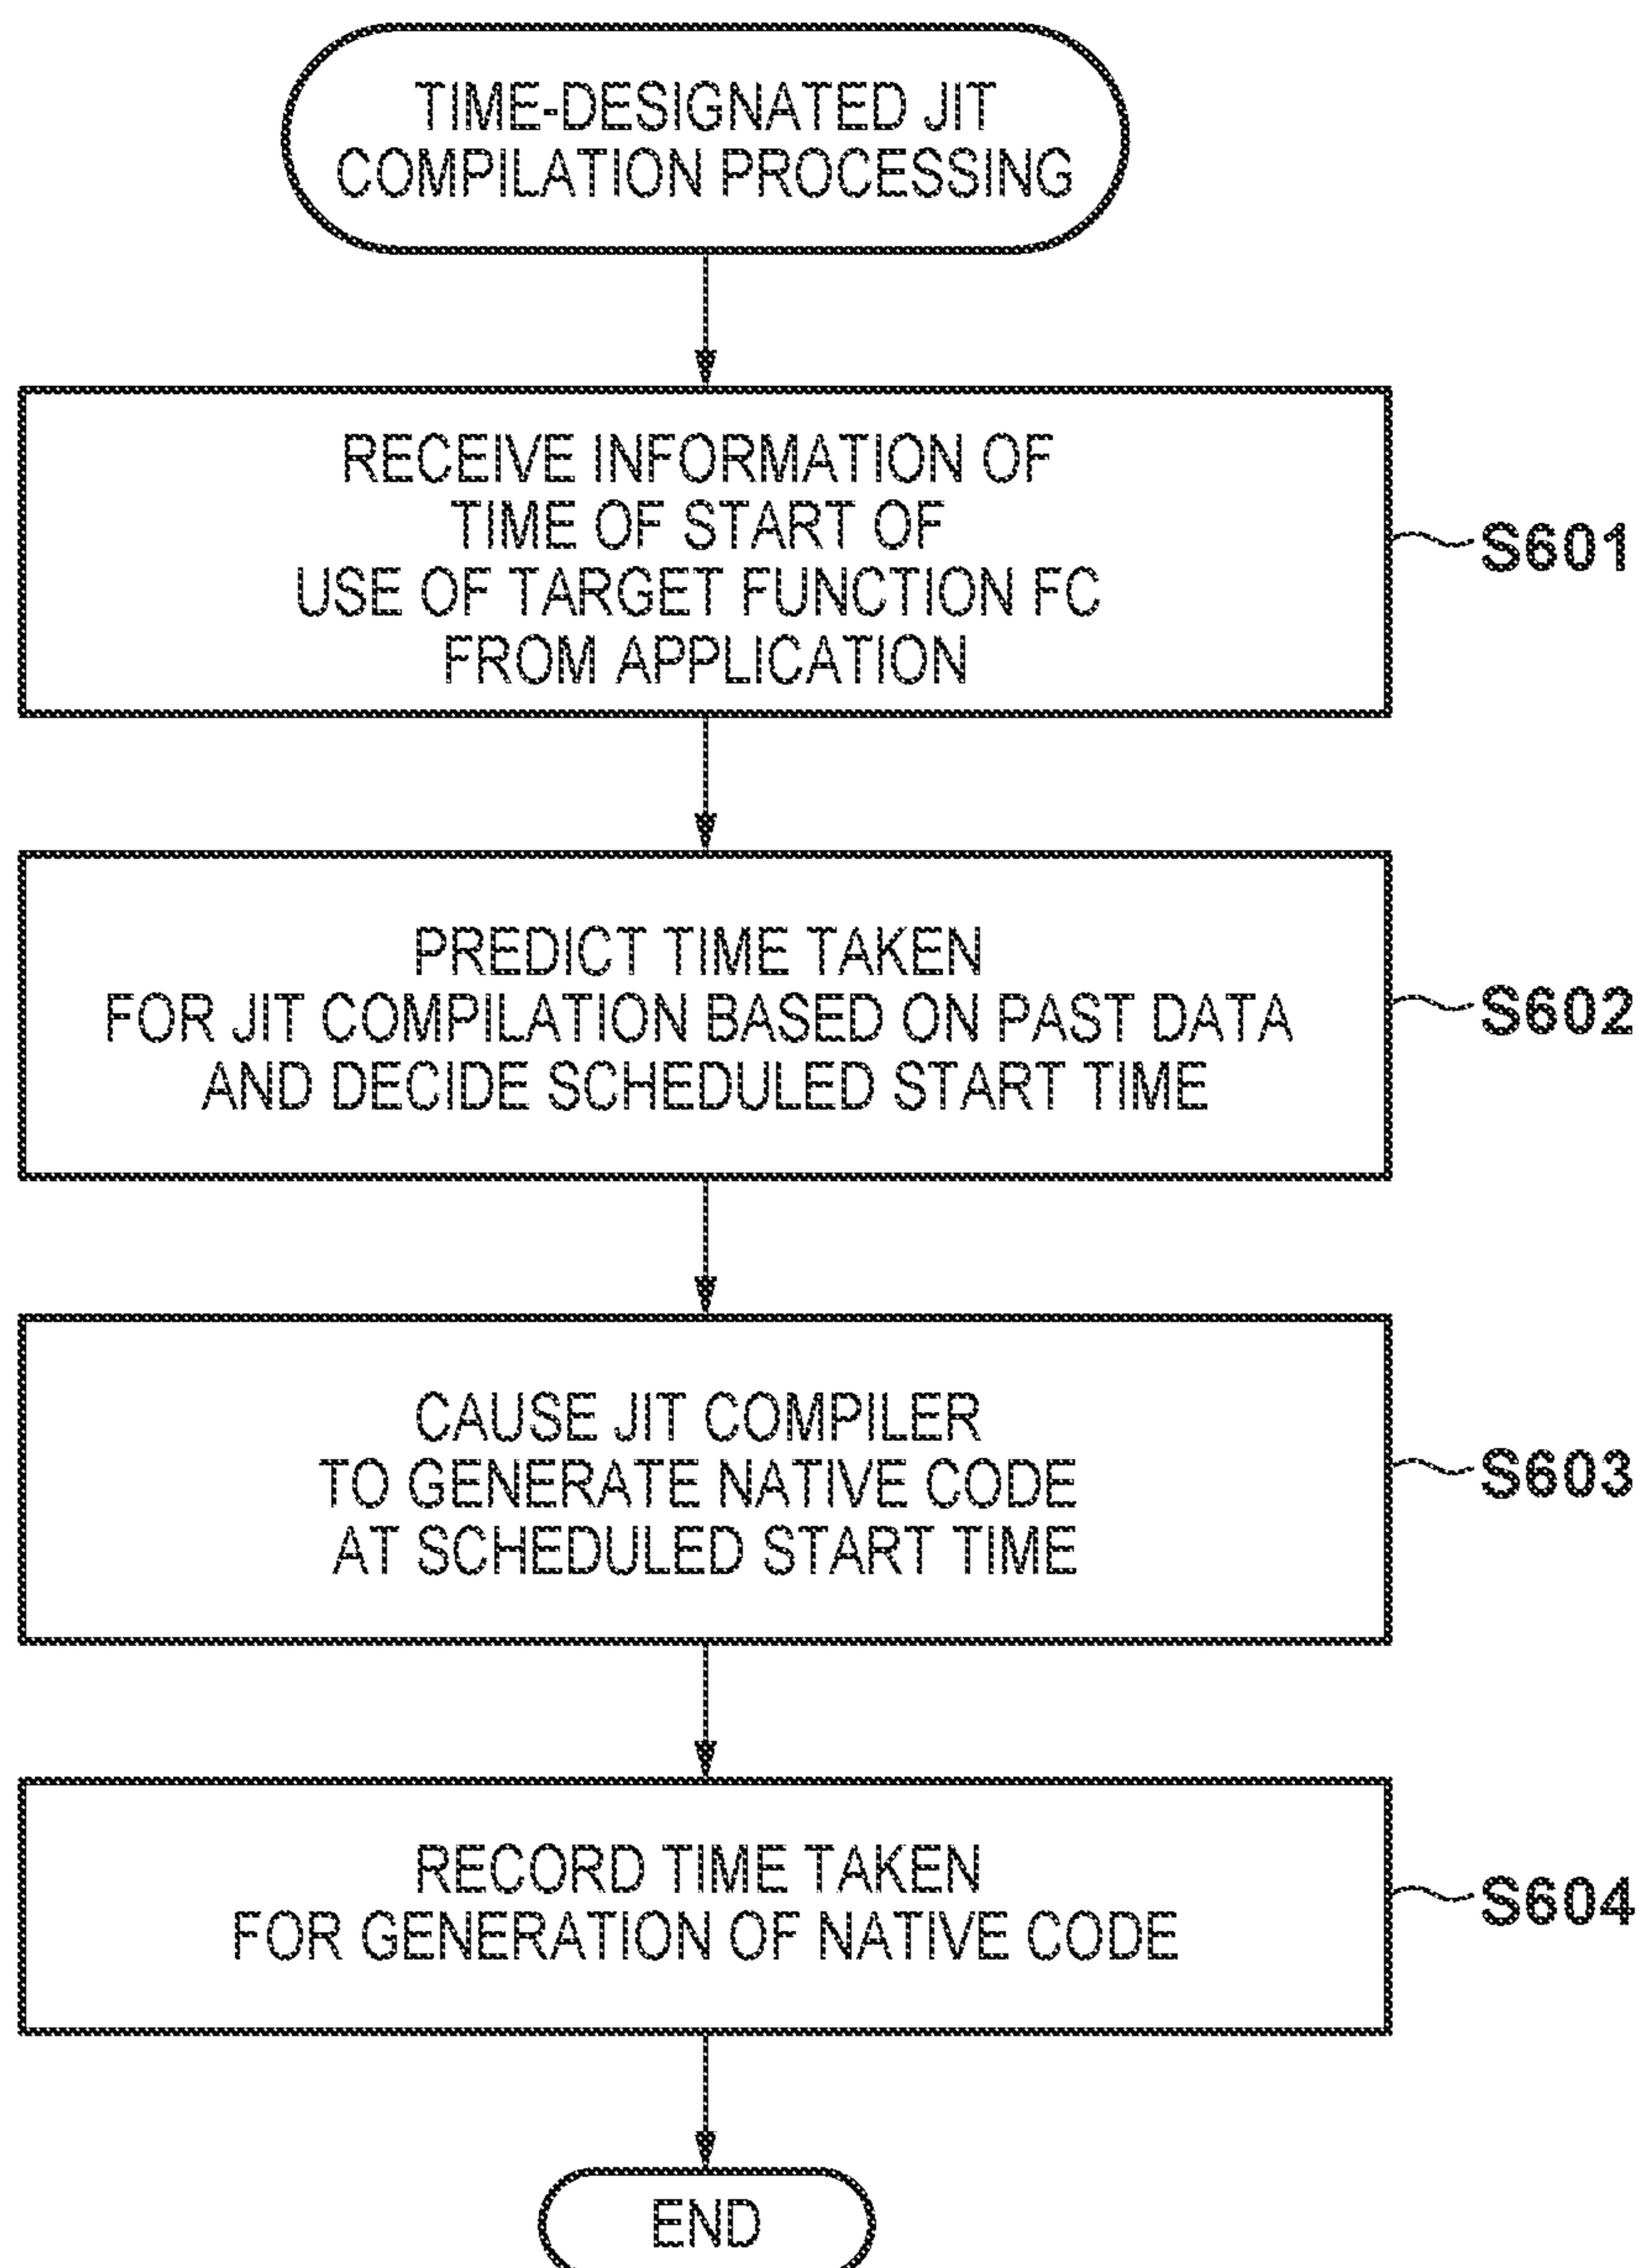 TIME-DESIGNATED JIT
COMPILATION PROCESSING
RECEIVE INFORMATION OF
TIME OF START OF
USE OF TARGET FUNCTION FC
FROM APPLICATION
S601
PREDICT TIME TAKEN
FOR JIT COMPILATION BASED ON PAST DATA
AND DECIDE SCHEDULED START TIME
S602
CAUSE JIT COMPILER
TO GENERATE NATIVE CODE
AT SCHEDULED START TIME
S603
RECORD TIME TAKEN
FOR GENERATION OF NATIVE CODE
S604
END